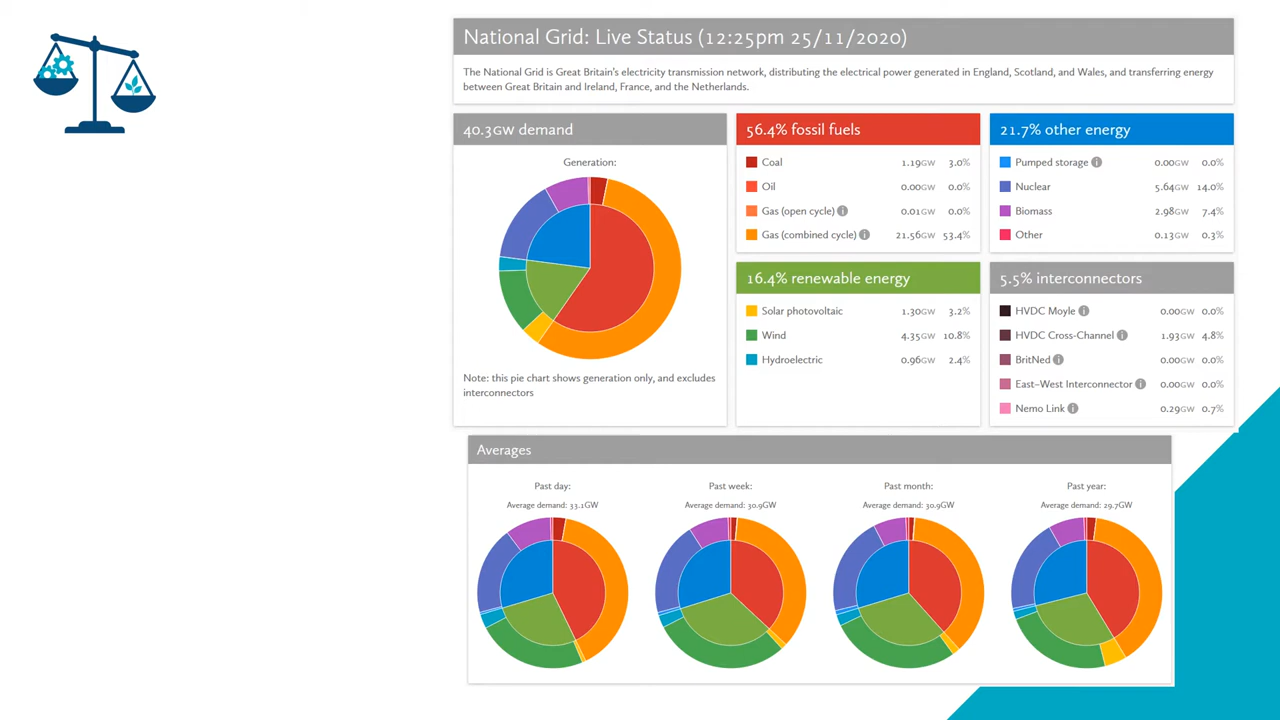 National Grid: Live Status (12:25pm 25/11/2020)
The National Grid is Great Britain's electricity transmission network, distributing the electrical power generated in England, Scotland, and Wales, and transferring energy
between Great Britain and Ireland, France, and the Netherlands.
40.3GW demand
Generation:
Note: this pie chart shows generation only, and excludes
interconnectors
56.4% fossil fuels
Coal 1.19GW 3.0%
Oil 0.00GW 0.0%
Gas (open cycle) 0.01GW 0.0%
Gas (combined cycle) 21.56GW 53.4%
21.7% other energy
Pumped storage 0.00GW 0.0%
Nuclear 5.64GW 14.0%
Biomass 2.98GW 7.4%
Other 0.13GW 0.3%
16.4% renewable energy
Solar photovoltaic 1.30GW 3.2%
Wind 4.35GW 10.8%
Hydroelectric 0.96GW 2.4%
5.5% interconnectors
HVDC Moyle 0.00GW 0.0%
HVDC Cross-Channel 1.93GW 4.8%
BritNed 0.00GW 0.0%
East–West Interconnector 0.00GW 0.0%
Nemo Link 0.29GW 0.7%
Averages
Past day:
Average demand: 33.1GW
Past week:
Average demand: 30.9GW
Past month:
Average demand: 30.9GW
Past year:
Average demand: 29.7GW